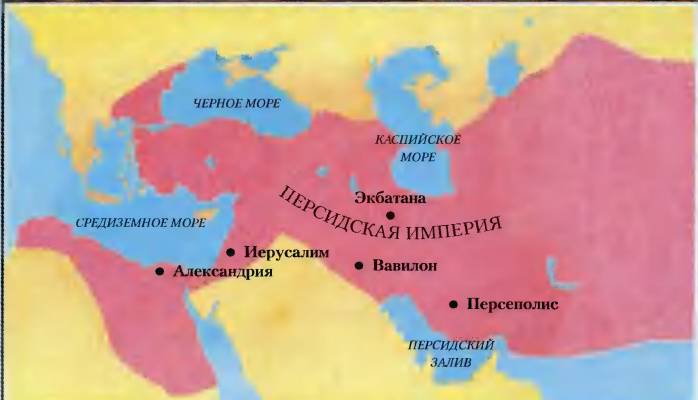 ЧЕРНОЕ МОРЕ
КАСПИЙСКОЕ
МОРЕ
Экбатана
ПЕРСИДСКАЯ ИМПЕРИЯ
СРЕДИЗЕМНОЕ МОРЕ
Иерусалим
Александрия
Вавилон
Персеполис
ПЕРСИДСКИЙ
ЗАЛИВ